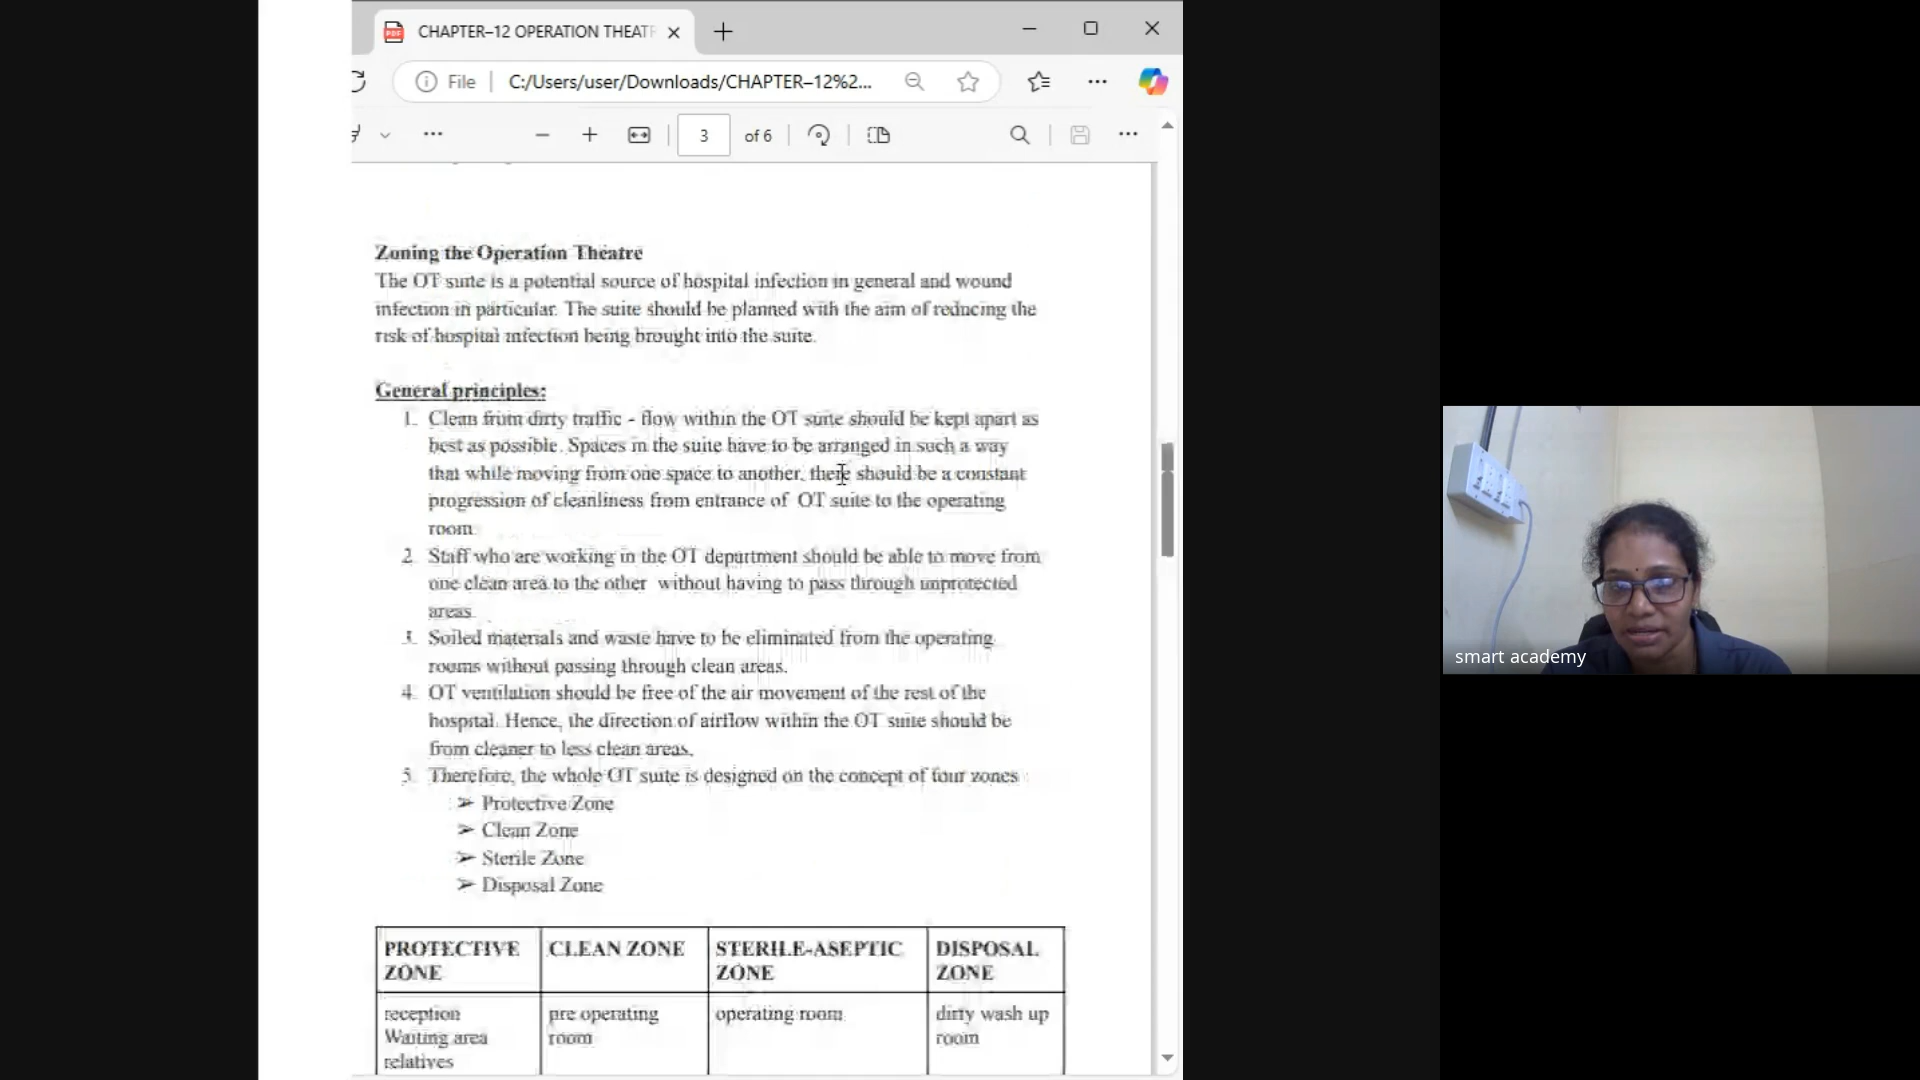 CHAPTER–12 OPERATION THEAT
File
C:/Users/user/Downloads/CHAPTER–12%2...
3 of 6
Zoning the Operation Theatre
The OT suite is a potential source of hospital infection in general and wound
infection in particular. The suite should be planned with the aim of reducing the
risk of hospital infection being brought into the suite.
General principles:
1. Clean from dirty traffic - flow within the OT suite should be kept apart as
best as possible. Spaces in the suite have to be arranged in such a way
that while moving from one space to another, there should be a constant
progression of cleanliness from entrance of OT suite to the operating
room.
2. Staff who are working in the OT department should be able to move from
one clean area to the other without having to pass through unprotected
areas.
3. Soiled materials and waste have to be eliminated from the operating
rooms without passing through clean areas.
4. OT ventilation should be free of the air movement of the rest of the
hospital. Hence, the direction of airflow within the OT suite should be
from cleaner to less clean areas.
5. Therefore, the whole OT suite is designed on the concept of four zones
➢ Protective Zone
➢ Clean Zone
➢ Sterile Zone
➢ Disposal Zone
PROTECTIVE ZONE
CLEAN ZONE
STERILE-ASEPTIC ZONE
DISPOSAL ZONE
reception
Waiting area
relatives
pre operating
room
operating room
dirty wash up
room
smart academy